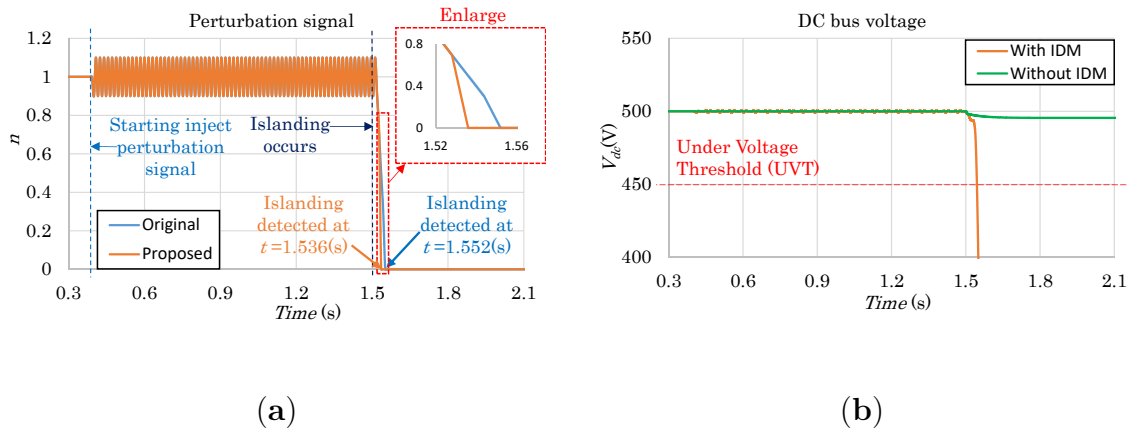 Perturbation signal
Enlarge
1.2
1
0.8
0.6
0.4
0.2
0
n
0.8
0.4
0
1.52
1.56
Starting inject
perturbation
signal
Islanding
occurs
Original
Proposed
Islanding
detected at
t=1.536(s)
Islanding
detected at
t=1.552(s)
0.3
0.6
0.9
1.2
1.5
1.8
2.1
Time (s)
(a)
DC bus voltage
550
500
450
400
Vdc(V)
With IDM
Without IDM
Under Voltage
Threshold (UVT)
0.3
0.6
0.9
1.2
1.5
1.8
2.1
Time (s)
(b)